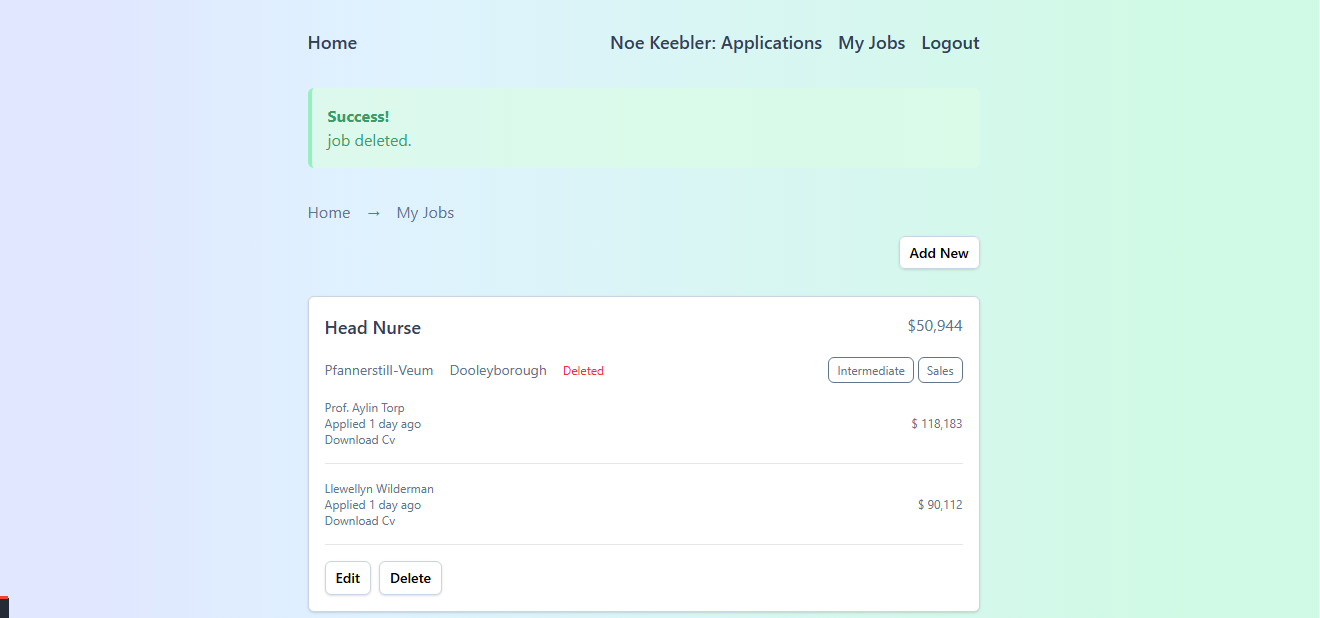 Home Noe Keebler: Applications My Jobs Logout
Success!
job deleted.
Home → My Jobs
Add New
Head Nurse $50,944
Pfannerstill-Veum Dooleyborough Deleted Intermediate Sales
Prof. Aylin Torp
Applied 1 day ago $ 118,183
Download Cv
Llewellyn Wilderman
Applied 1 day ago $ 90,112
Download Cv
Edit Delete